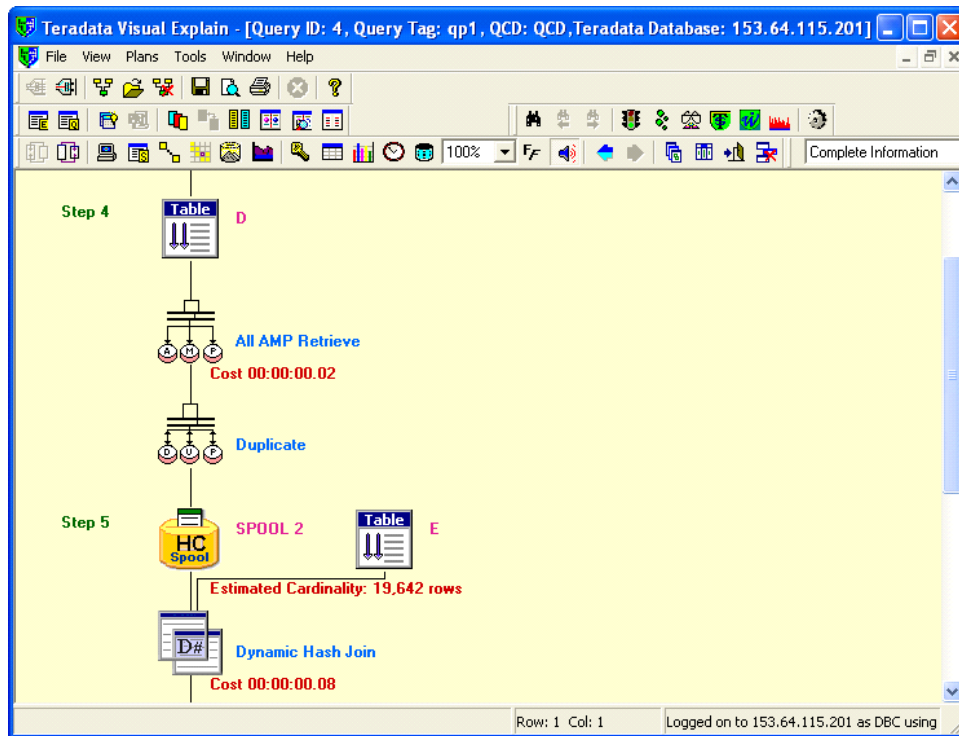 Teradata Visual Explain - [Query ID: 4, Query Tag: qp1, QCD: QCD,Teradata Database: 153.64.115.201]
File View Plans Tools Window Help
100%
Complete Information
Step 4
Table
D
All AMP Retrieve
A M P
Cost 00:00:00.02
Duplicate
D U P
Step 5
HC
Spool
SPOOL 2
Table
E
Estimated Cardinality: 19,642 rows
D#
Dynamic Hash Join
Cost 00:00:00.08
Row: 1 Col: 1
Logged on to 153.64.115.201 as DBC using